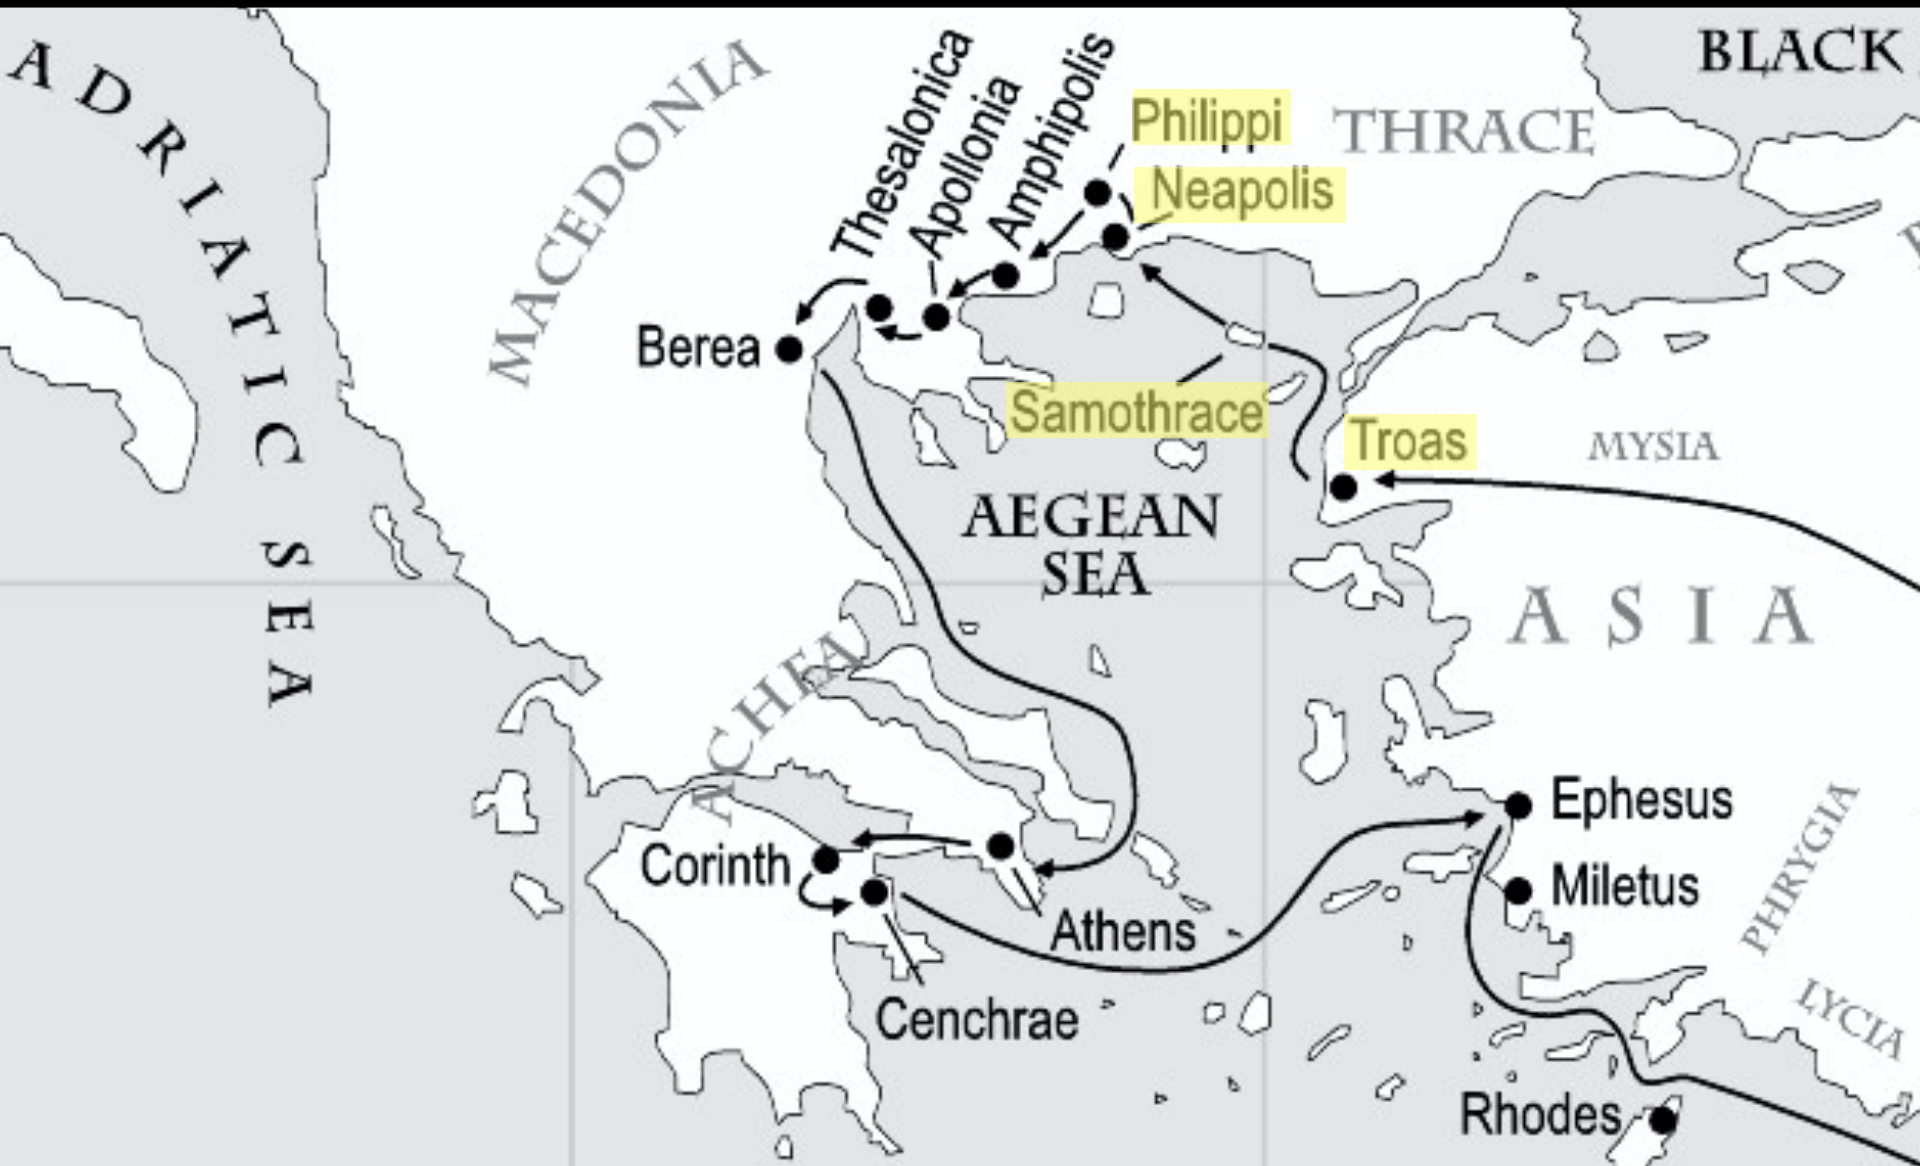 ADRIATIC SEA
MACEDONIA
Thesalonica
Apollonia
Amphipolis
Philippi
Neapolis
THRACE
BLACK
Berea
Samothrace
Troas
MYSIA
AEGEAN
SEA
ASIA
ACHEA
Corinth
Athens
Cenchrae
Ephesus
Miletus
PHRYGIA
LYCIA
Rhodes